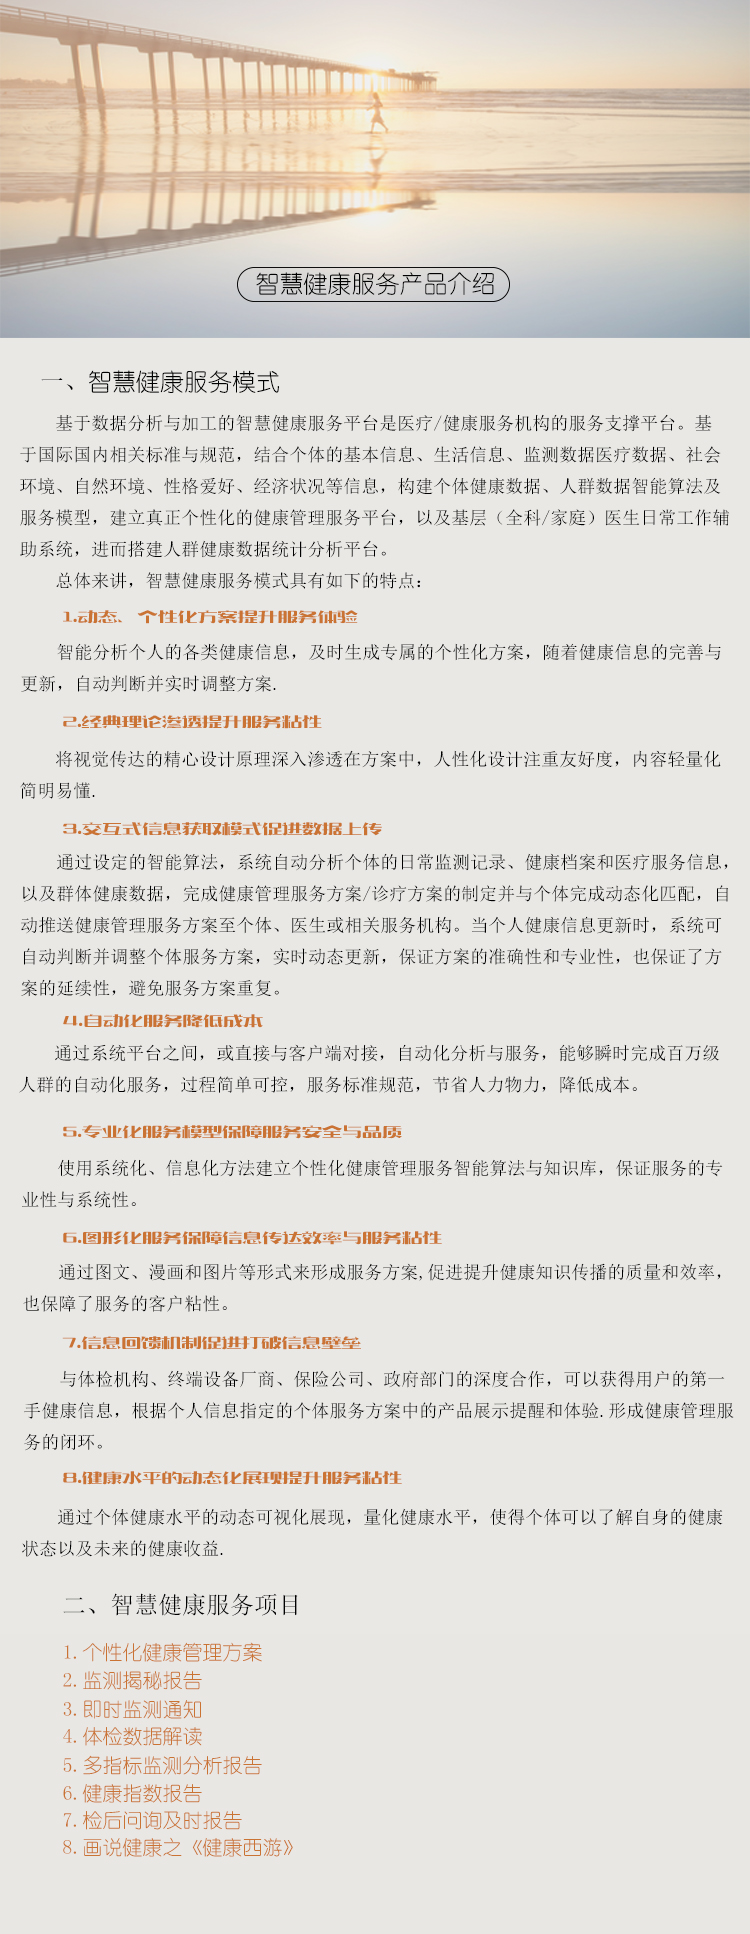 智慧健康服务产品介绍
一、智慧健康服务模式
基于数据分析与加工的智慧健康服务平台是医疗/健康服务机构的服务支撑平台。基
于国际国内相关标准与规范，结合个体的基本信息、生活信息、监测数据医疗数据、社会
环境、自然环境、性格爱好、经济状况等信息，构建个体健康数据、人群数据智能算法及
服务模型，建立真正个性化的健康管理服务平台，以及基层（全科/家庭）医生日常工作辅
助系统，进而搭建人群健康数据统计分析平台。
总体来讲，智慧健康服务模式具有如下的特点：
1.动态、个性化方案提升服务体验
智能分析个人的各类健康信息，及时生成专属的个性化方案，随着健康信息的完善与
更新，自动判断并实时调整方案.
2.经典理论渗透提升服务粘性
将视觉传达的精心设计原理深入渗透在方案中，人性化设计注重友好度，内容轻量化
简明易懂.
3.交互式信息获取模式促进数据上传
通过设定的智能算法，系统自动分析个体的日常监测记录、健康档案和医疗服务信息，
以及群体健康数据，完成健康管理服务方案/诊疗方案的制定并与个体完成动态化匹配，自
动推送健康管理服务方案至个体、医生或相关服务机构。当个人健康信息更新时，系统可
自动判断并调整个体服务方案，实时动态更新，保证方案的准确性和专业性，也保证了方
案的延续性，避免服务方案重复。
4.自动化服务降低成本
通过系统平台之间，或直接与客户端对接，自动化分析与服务，能够瞬时完成百万级
人群的自动化服务，过程简单可控，服务标准规范，节省人力物力，降低成本。
5.专业化服务模型保障服务安全与品质
使用系统化、信息化方法建立个性化健康管理服务智能算法与知识库，保证服务的专
业性与系统性。
6.图形化服务保障信息传达效率与服务粘性
通过图文、漫画和图片等形式来形成服务方案,促进提升健康知识传播的质量和效率，
也保障了服务的客户粘性。
7.信息回馈机制促进打破信息壁垒
与体检机构、终端设备厂商、保险公司、政府部门的深度合作，可以获得用户的第一
手健康信息，根据个人信息指定的个体服务方案中的产品展示提醒和体验.形成健康管理服
务的闭环。
8.健康水平的动态化展现提升服务粘性
通过个体健康水平的动态可视化展现，量化健康水平，使得个体可以了解自身的健康
状态以及未来的健康收益.
二、智慧健康服务项目
1.个性化健康管理方案
2.监测揭秘报告
3.即时监测通知
4.体检数据解读
5.多指标监测分析报告
6.健康指数报告
7.检后问询及时报告
8.画说健康之《健康西游》